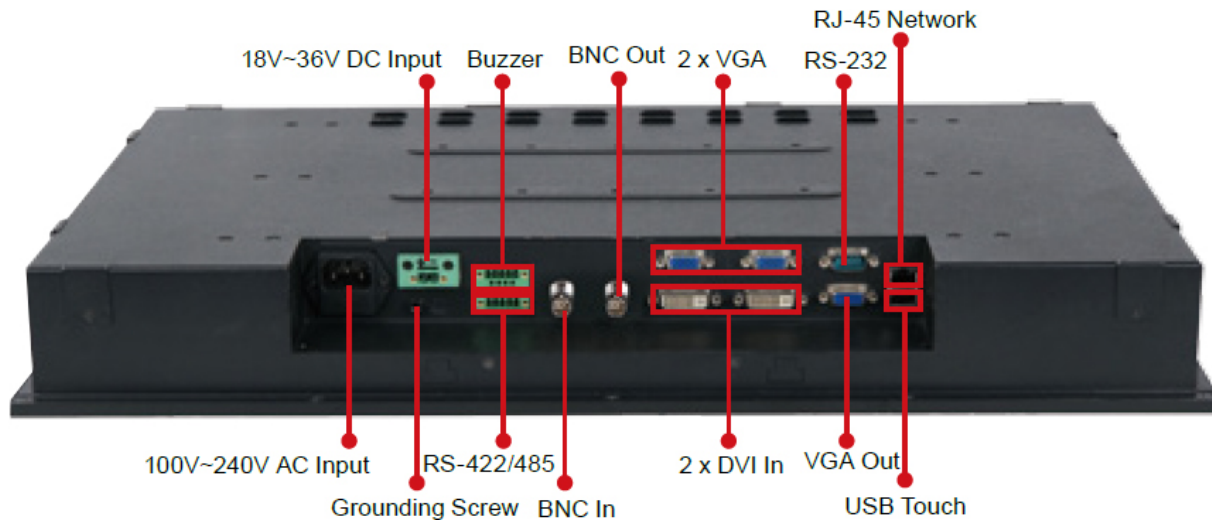 RJ-45 Network
18V~36V DC Input
Buzzer
BNC Out
2 x VGA
RS-232
100V~240V AC Input
RS-422/485
2 x DVI In
VGA Out
Grounding Screw
BNC In
USB Touch